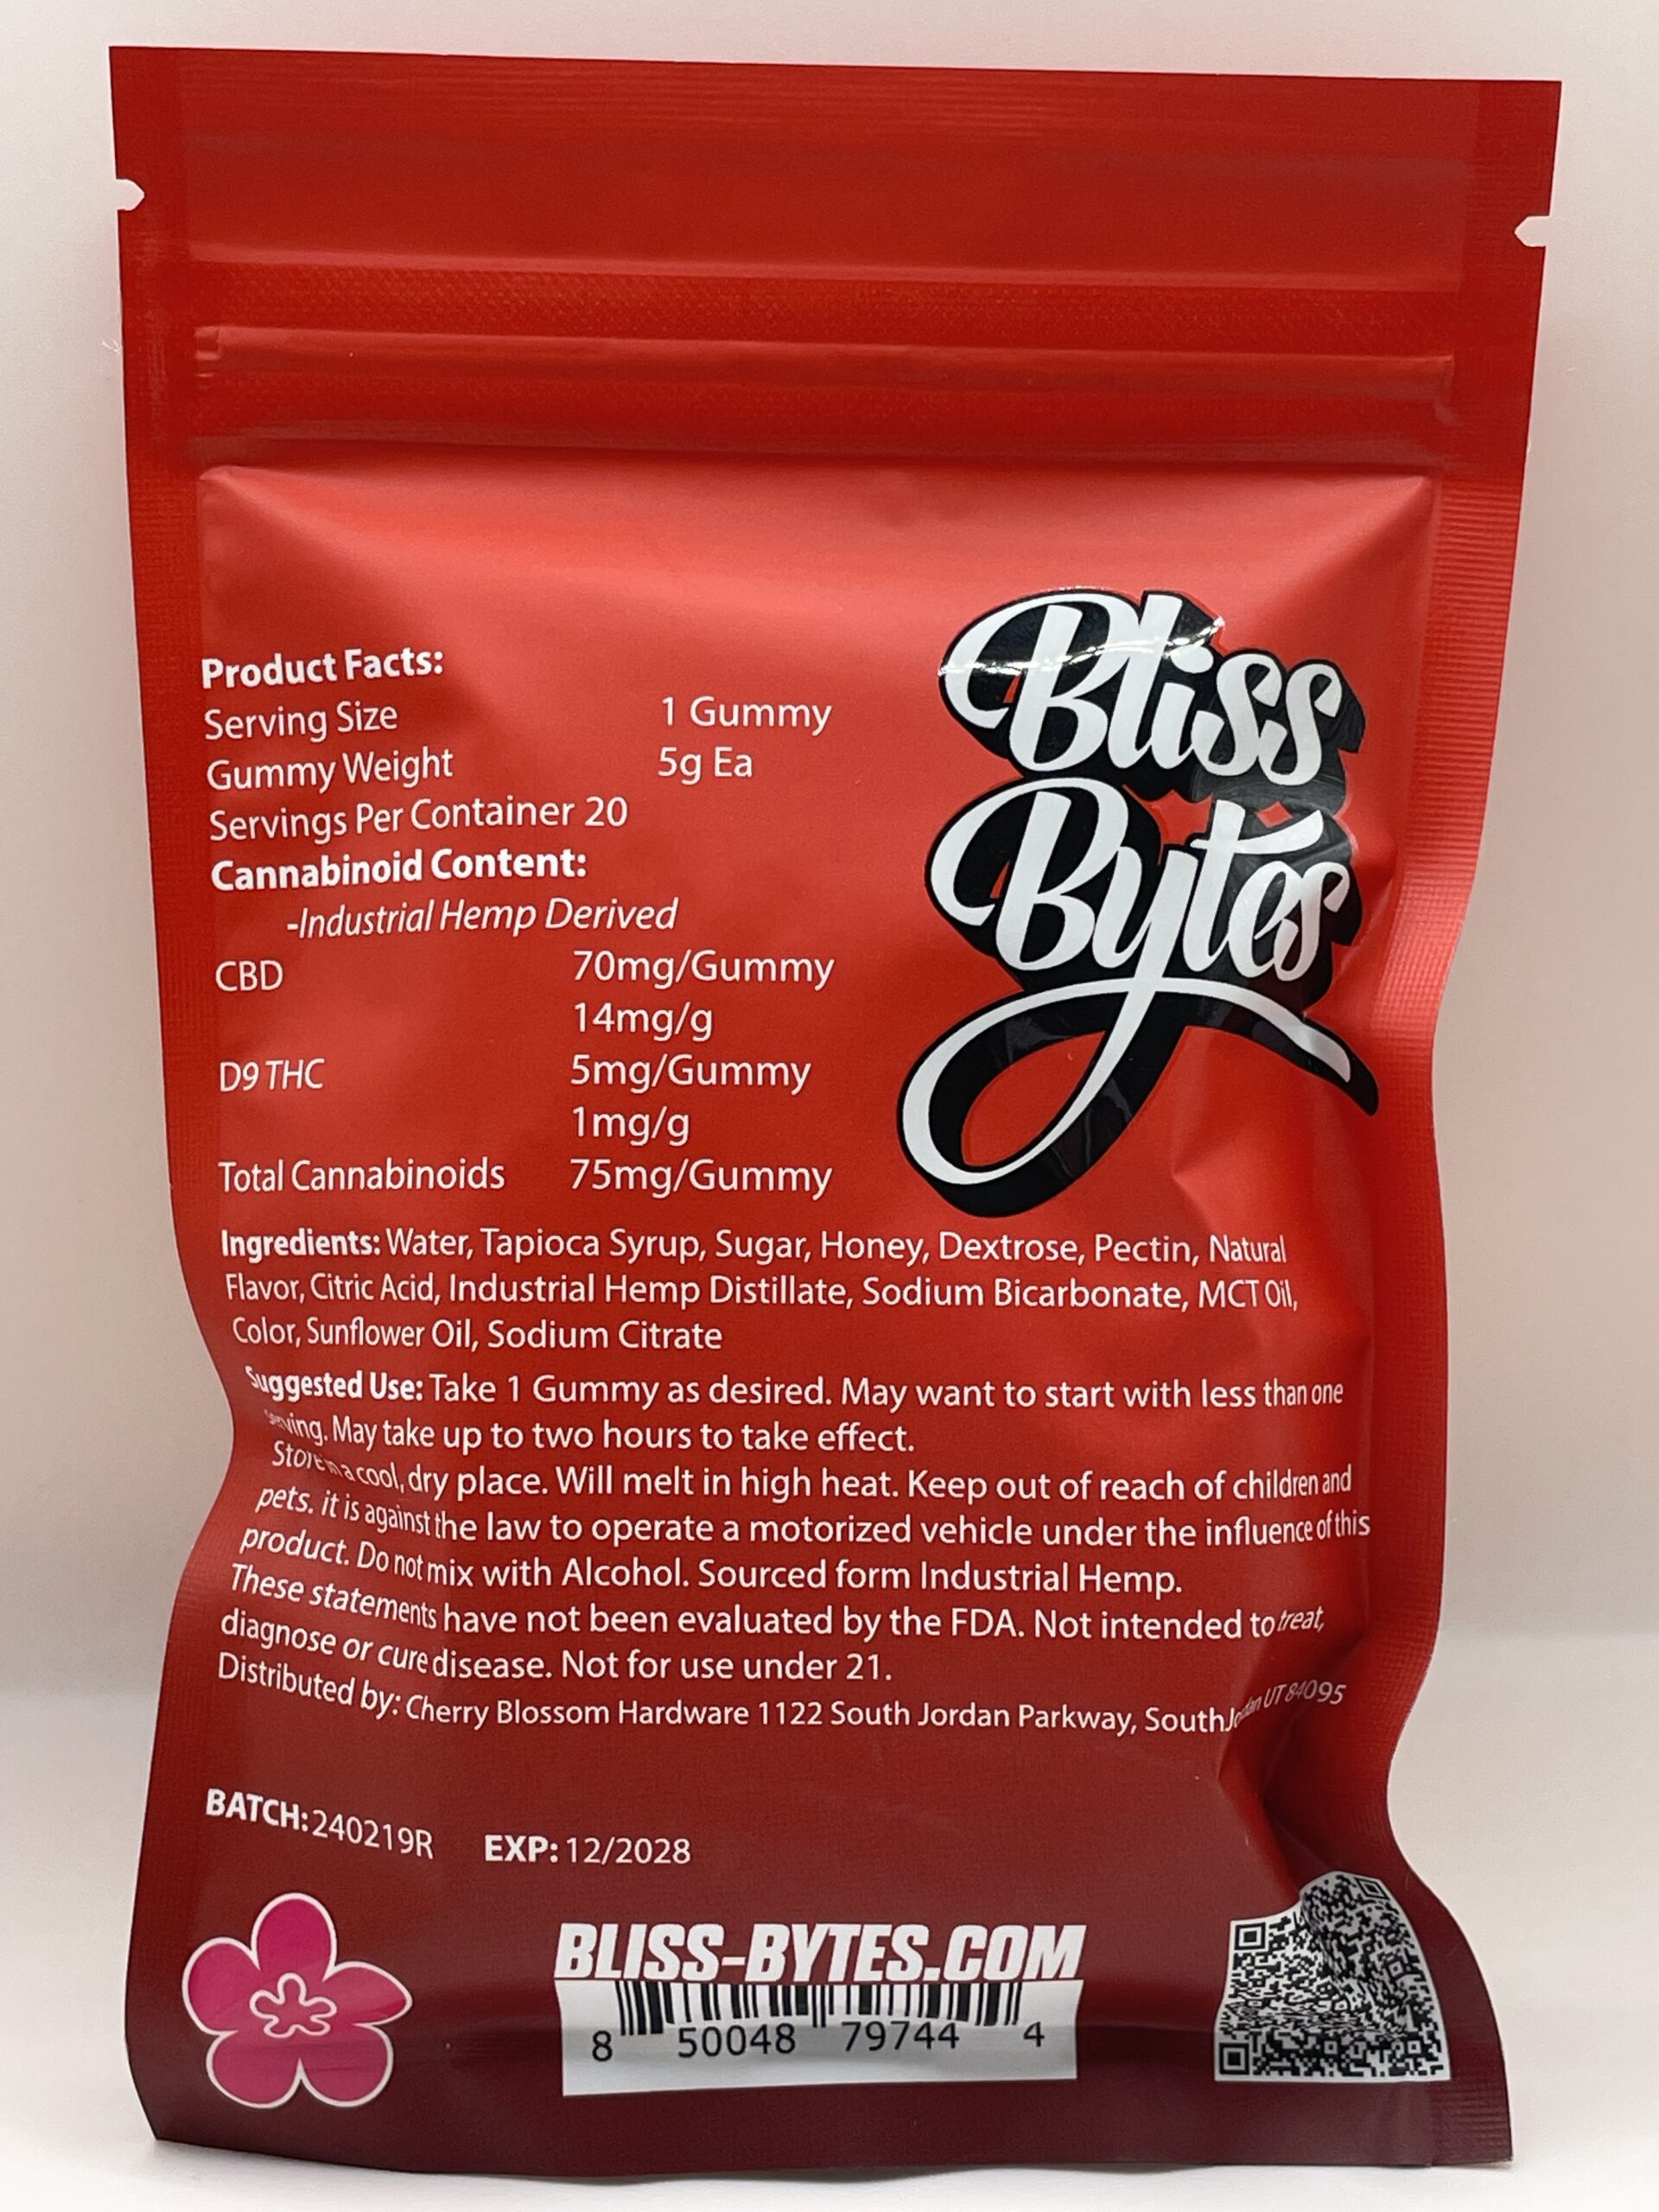 Bliss
Bytes
Product Facts:
Serving Size 1 Gummy
Gummy Weight 5g Ea
Servings Per Container 20
Cannabinoid Content:
-Industrial Hemp Derived
CBD 70mg/Gummy
14mg/g
D9 THC 5mg/Gummy
1mg/g
Total Cannabinoids 75mg/Gummy
Ingredients: Water, Tapioca Syrup, Sugar, Honey, Dextrose, Pectin, Natural
Flavor, Citric Acid, Industrial Hemp Distillate, Sodium Bicarbonate, MCT Oil,
Color, Sunflower Oil, Sodium Citrate
Suggested Use: Take 1 Gummy as desired. May want to start with less than one
serving. May take up to two hours to take effect.
Store in a cool, dry place. Will melt in high heat. Keep out of reach of children and
pets. it is against the law to operate a motorized vehicle under the influence of this
product. Do not mix with Alcohol. Sourced form Industrial Hemp.
These statements have not been evaluated by the FDA. Not intended to treat,
diagnose or cure disease. Not for use under 21.
Distributed by: Cherry Blossom Hardware 1122 South Jordan Parkway, South Jordan UT 84095
BATCH: 240219R EXP: 12/2028
BLISS-BYTES.COM
8 50048 79744 4